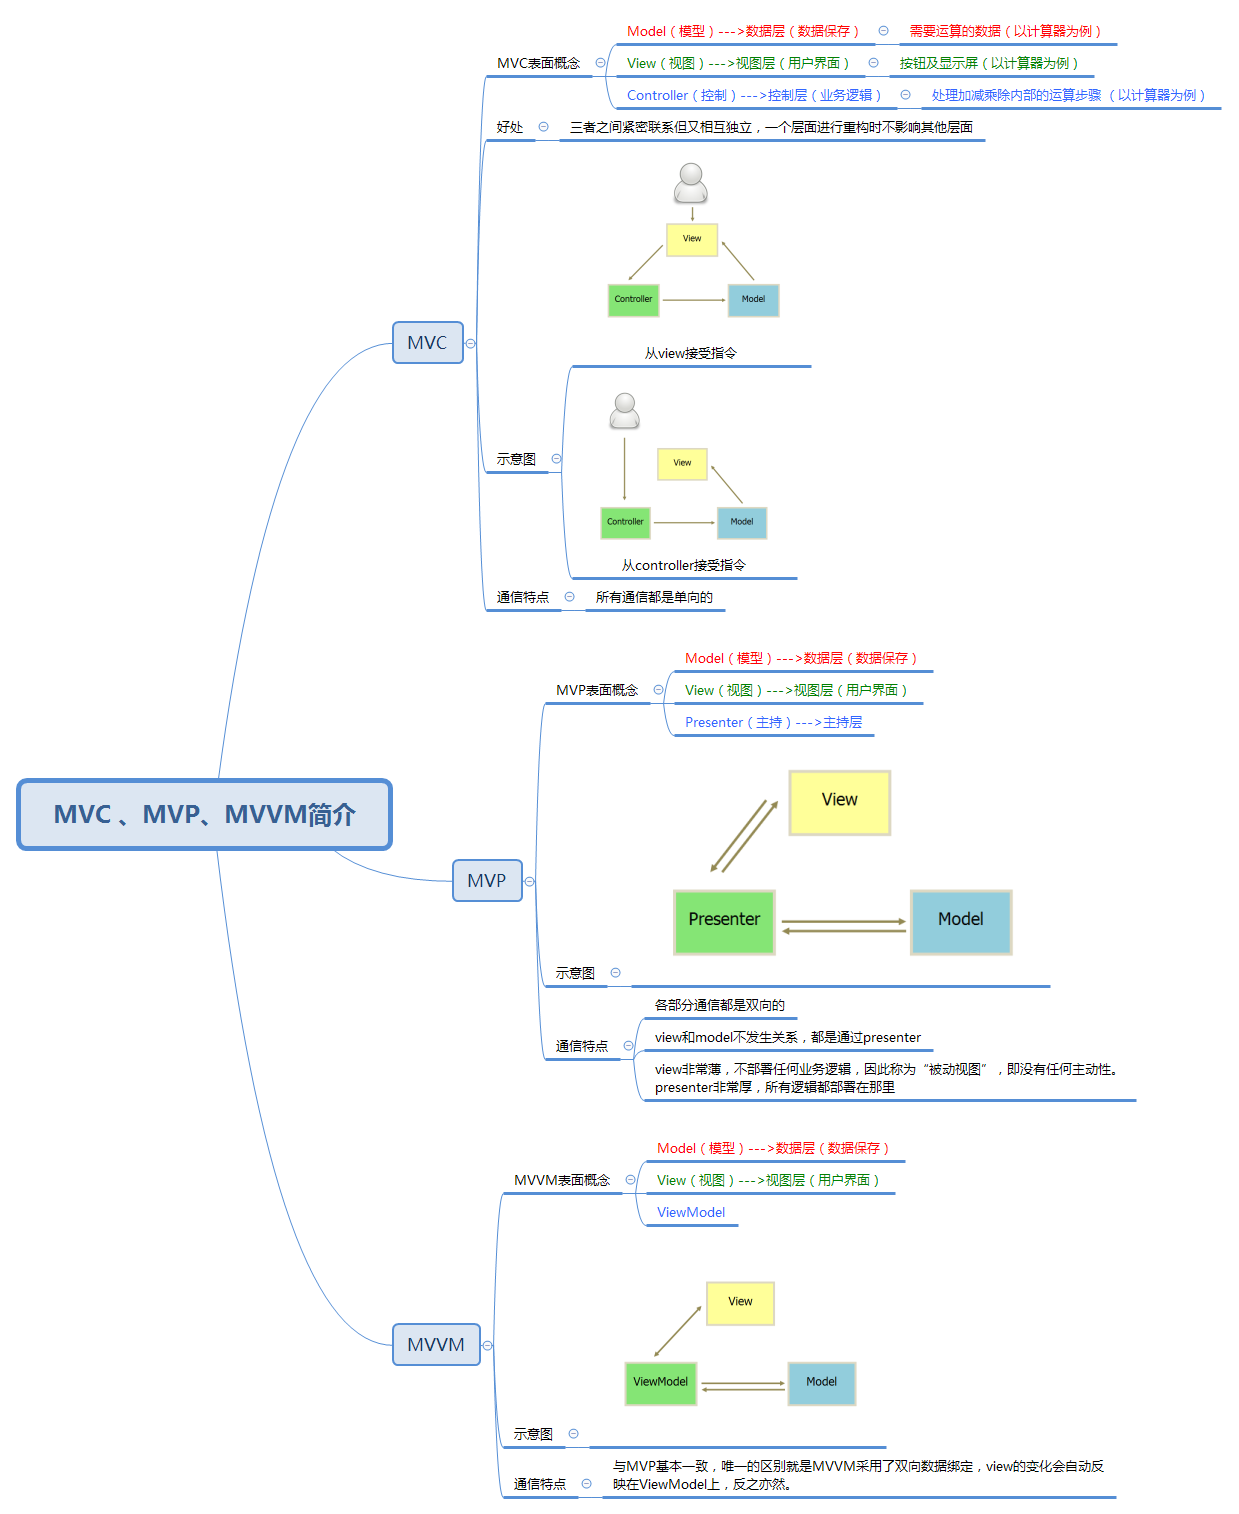 MVC 、MVP、MVVM简介
MVC
MVC表面概念
Model（模型）--->数据层（数据保存）
需要运算的数据（以计算器为例）
View（视图）--->视图层（用户界面）
按钮及显示屏（以计算器为例）
Controller（控制）--->控制层（业务逻辑）
处理加减乘除内部的运算步骤 （以计算器为例）
好处
三者之间紧密联系但又相互独立，一个层面进行重构时不影响其他层面
示意图
View
Controller
Model
从view接受指令
View
Controller
Model
从controller接受指令
通信特点
所有通信都是单向的
MVP
MVP表面概念
Model（模型）--->数据层（数据保存）
View（视图）--->视图层（用户界面）
Presenter（主持）--->主持层
示意图
View
Presenter
Model
通信特点
各部分通信都是双向的
view和model不发生关系，都是通过presenter
view非常薄，不部署任何业务逻辑，因此称为“被动视图”，即没有任何主动性。
presenter非常厚，所有逻辑都部署在那里
MVVM
MVVM表面概念
Model（模型）--->数据层（数据保存）
View（视图）--->视图层（用户界面）
ViewModel
示意图
View
ViewModel
Model
通信特点
与MVP基本一致，唯一的区别就是MVVM采用了双向数据绑定，view的变化会自动反
映在ViewModel上，反之亦然。